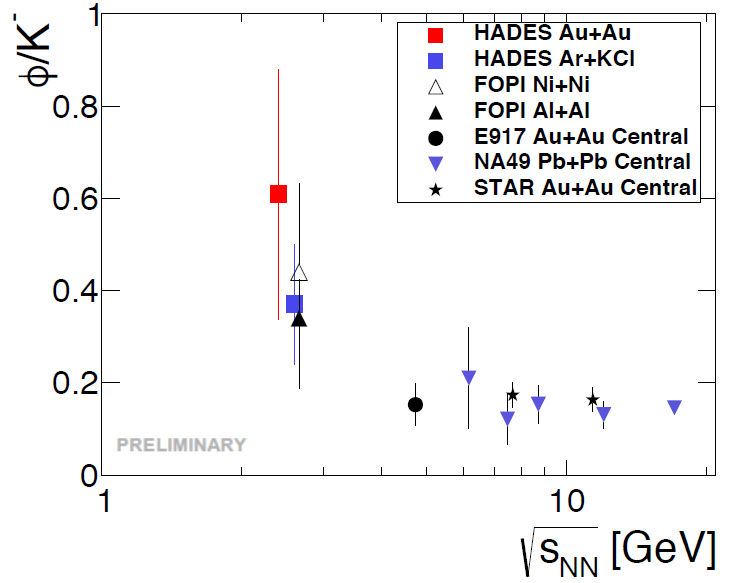 ϕ/K⁻
1
0.8
0.6
0.4
0.2
0
HADES Au+Au
HADES Ar+KCl
FOPI Ni+Ni
FOPI Al+Al
E917 Au+Au Central
NA49 Pb+Pb Central
STAR Au+Au Central
PRELIMINARY
1
10
√sNN [GeV]